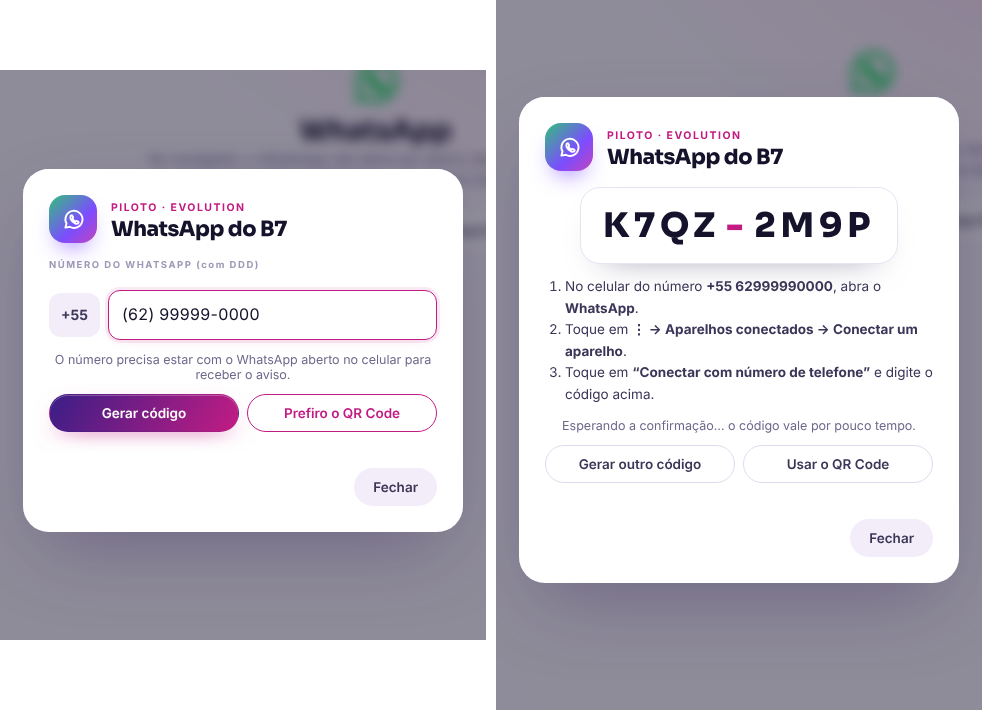 WhatsApp
PILOTO · EVOLUTION
WhatsApp do B7
NÚMERO DO WHATSAPP (com DDD)
+55
(62) 99999-0000
O número precisa estar com o WhatsApp aberto no celular para
receber o aviso.
Gerar código
Prefiro o QR Code
Fechar
PILOTO · EVOLUTION
WhatsApp do B7
K7QZ-2M9P
1. No celular do número +55 62999990000, abra o
WhatsApp.
2. Toque em ⋮ → Aparelhos conectados → Conectar um
aparelho.
3. Toque em “Conectar com número de telefone” e digite o
código acima.
Esperando a confirmação... o código vale por pouco tempo.
Gerar outro código
Usar o QR Code
Fechar